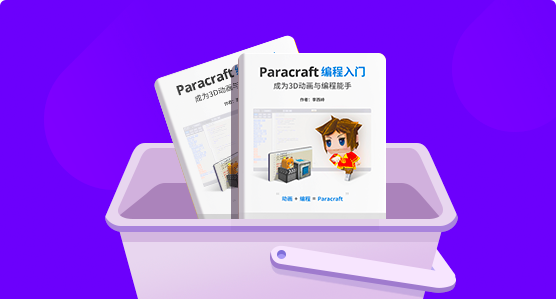 Paracraft编程入门
成为3D动画与编程能手
作者：李西峙
动画 + 编程 = Paracraft
Paracraft
成为3D动画与